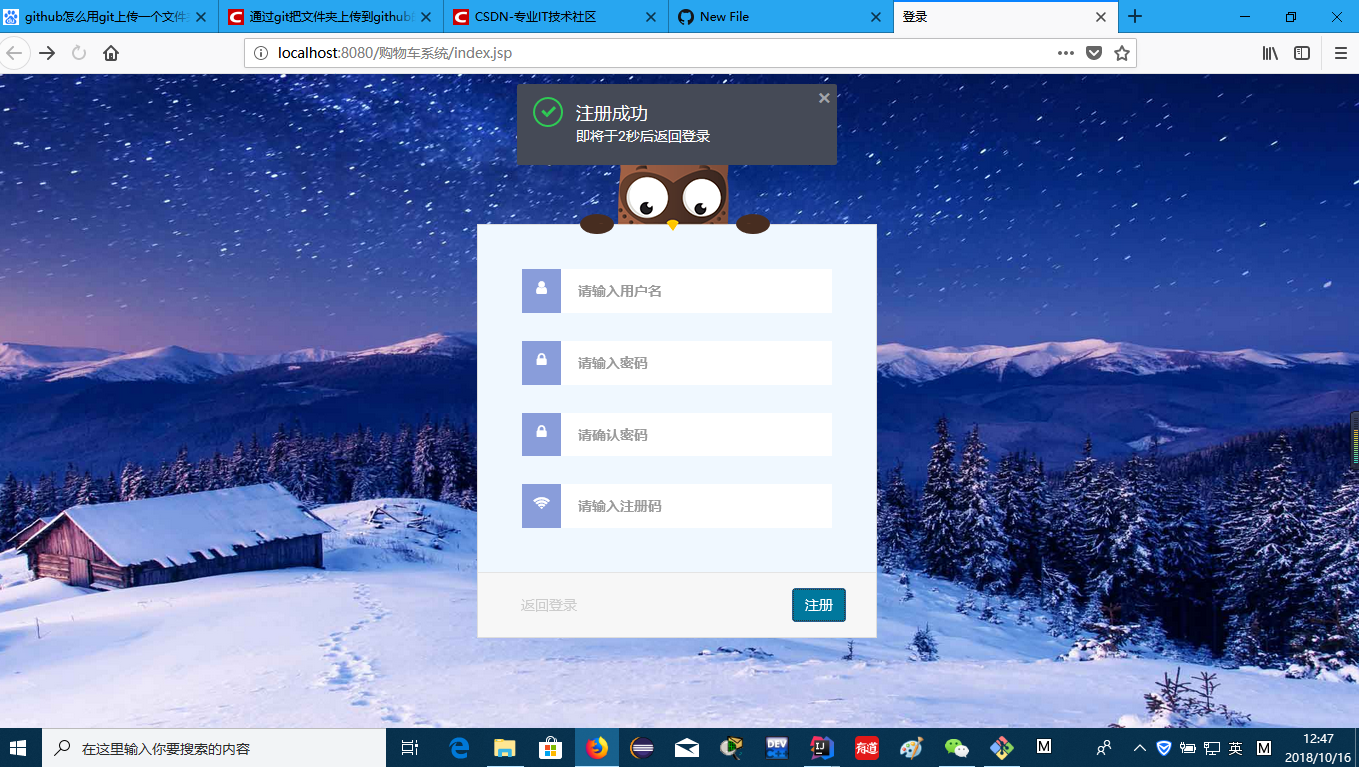 github怎么用git上传一个文件
通过git把文件夹上传到github
CSDN-专业IT技术社区
New File
登录
localhost:8080/购物车系统/index.jsp
注册成功
即将于2秒后返回登录
请输入用户名
请输入密码
请确认密码
请输入注册码
返回登录
注册
在这里输入你要搜索的内容
DEV
C++
IJ
有道
M
英
M
12:47
2018/10/16